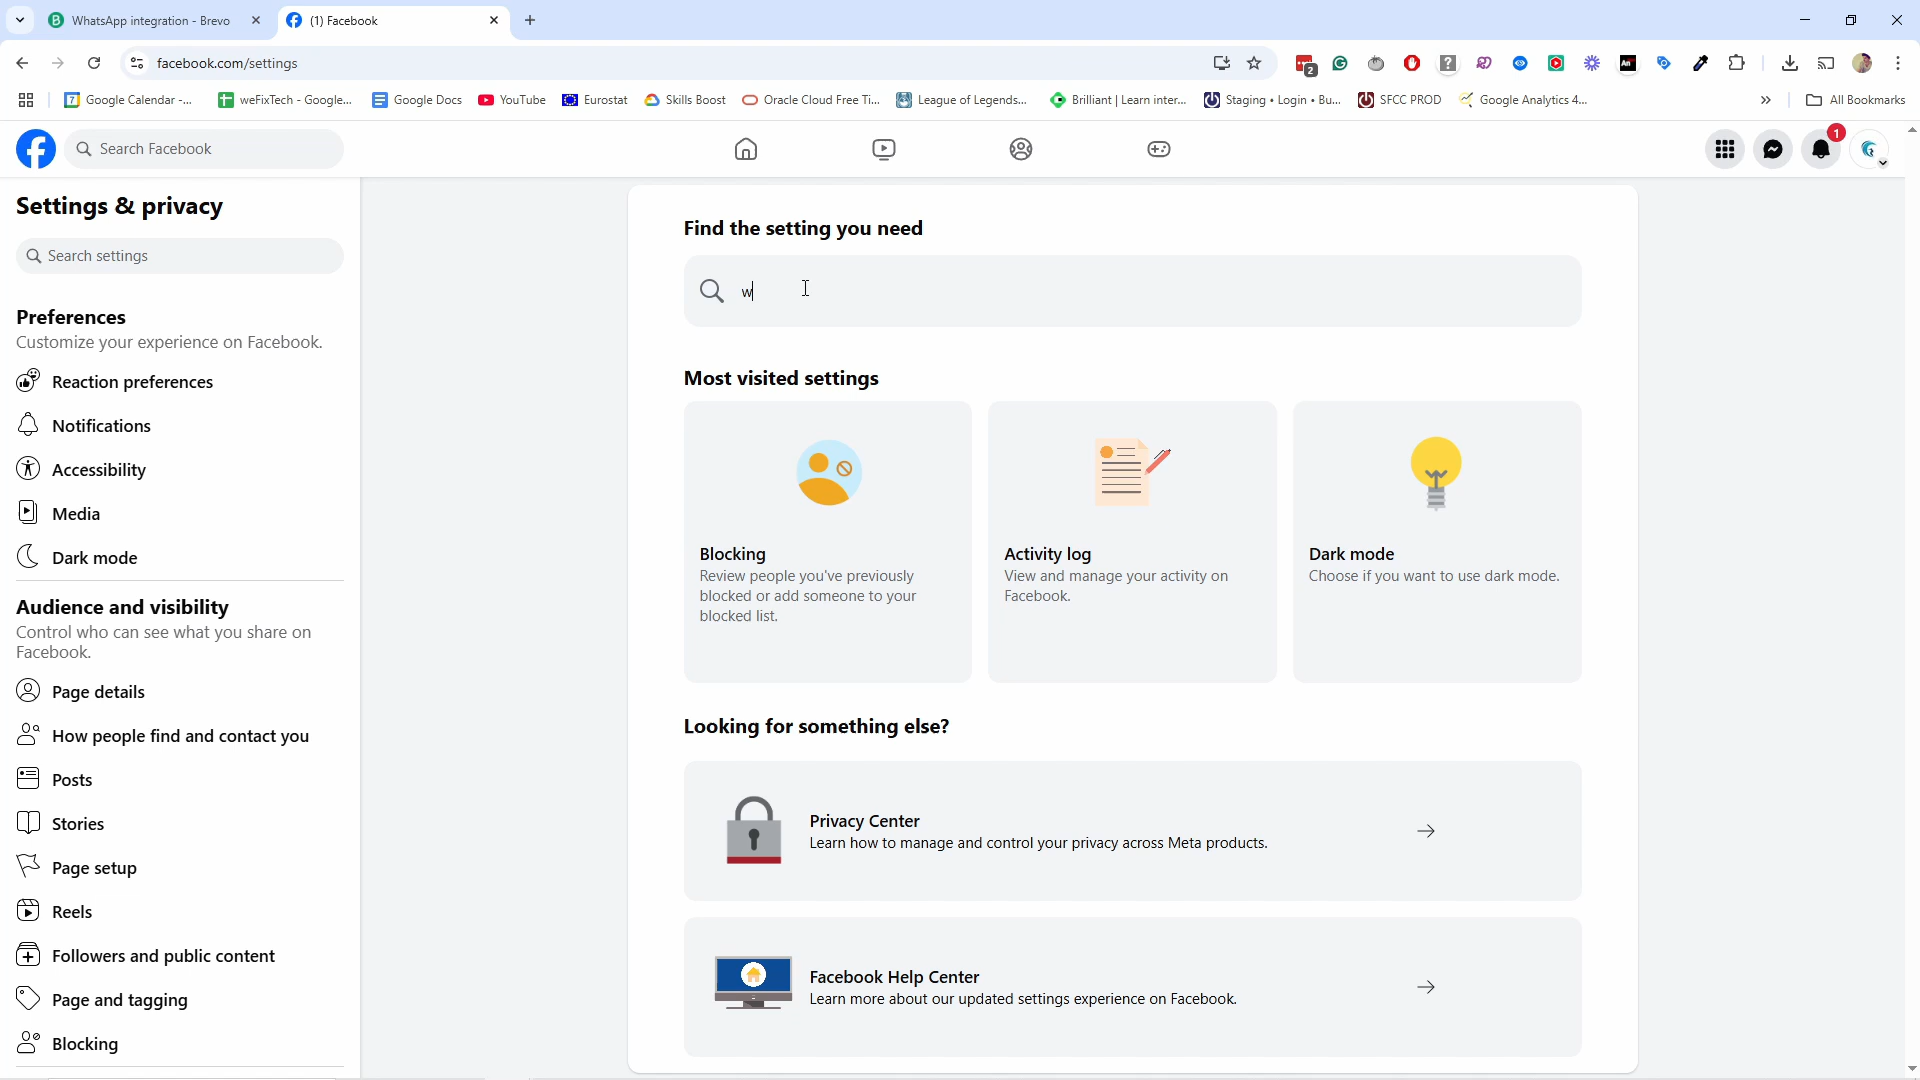 WhatsApp integration - Brevo
(1) Facebook
facebook.com/settings
2
Google Calendar -...
weFixTech - Google...
Google Docs
YouTube
Eurostat
Skills Boost
Oracle Cloud Free Ti...
League of Legends...
Brilliant | Learn inter...
Staging • Login • Bu...
SFCC PROD
Google Analytics 4...
All Bookmarks
Search Facebook
1
Settings & privacy
Search settings
Preferences
Customize your experience on Facebook.
Reaction preferences
Notifications
Accessibility
Media
Dark mode
Audience and visibility
Control who can see what you share on
Facebook.
Page details
How people find and contact you
Posts
Stories
Page setup
Reels
Followers and public content
Page and tagging
Blocking
Find the setting you need
w
Most visited settings
Blocking
Review people you've previously
blocked or add someone to your
blocked list.
Activity log
View and manage your activity on
Facebook.
Dark mode
Choose if you want to use dark mode.
Looking for something else?
Privacy Center
Learn how to manage and control your privacy across Meta products.
Facebook Help Center
Learn more about our updated settings experience on Facebook.